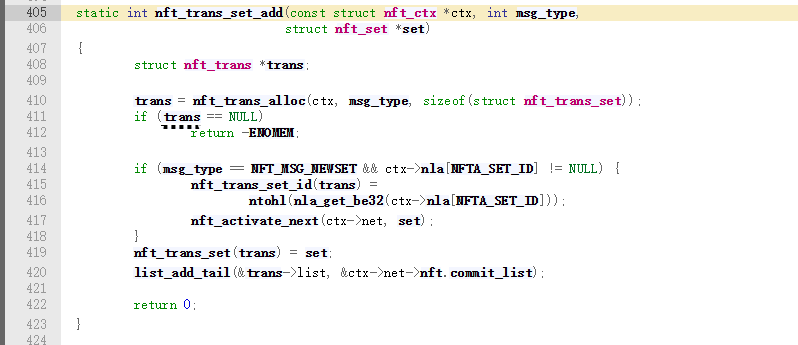 405 static int nft_trans_set_add(const struct nft_ctx *ctx, int msg_type,
406 struct nft_set *set)
407 {
408 struct nft_trans *trans;
409
410 trans = nft_trans_alloc(ctx, msg_type, sizeof(struct nft_trans_set));
411 if (trans == NULL)
412 return -ENOMEM;
413
414 if (msg_type == NFT_MSG_NEWSET && ctx->nla[NFTA_SET_ID] != NULL) {
415 nft_trans_set_id(trans) =
416 ntohl(nla_get_be32(ctx->nla[NFTA_SET_ID]));
417 nft_activate_next(ctx->net, set);
418 }
419 nft_trans_set(trans) = set;
420 list_add_tail(&trans->list, &ctx->net->nft.commit_list);
421
422 return 0;
423 }
424